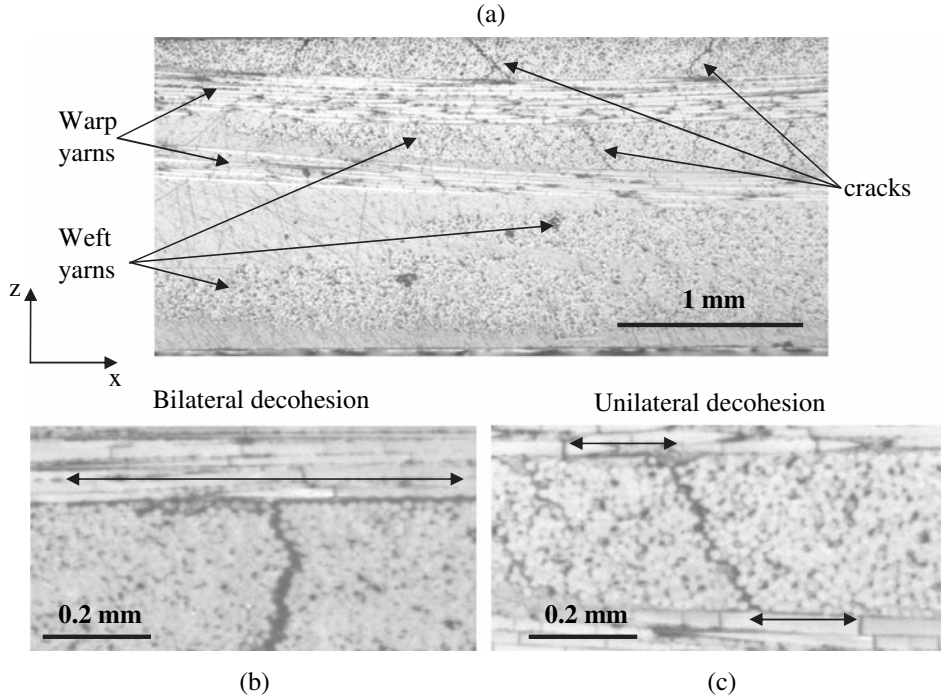 (a)
Warp
yarns
cracks
Weft
yarns
1 mm
z
x
Bilateral decohesion
Unilateral decohesion
0.2 mm
0.2 mm
(b)
(c)